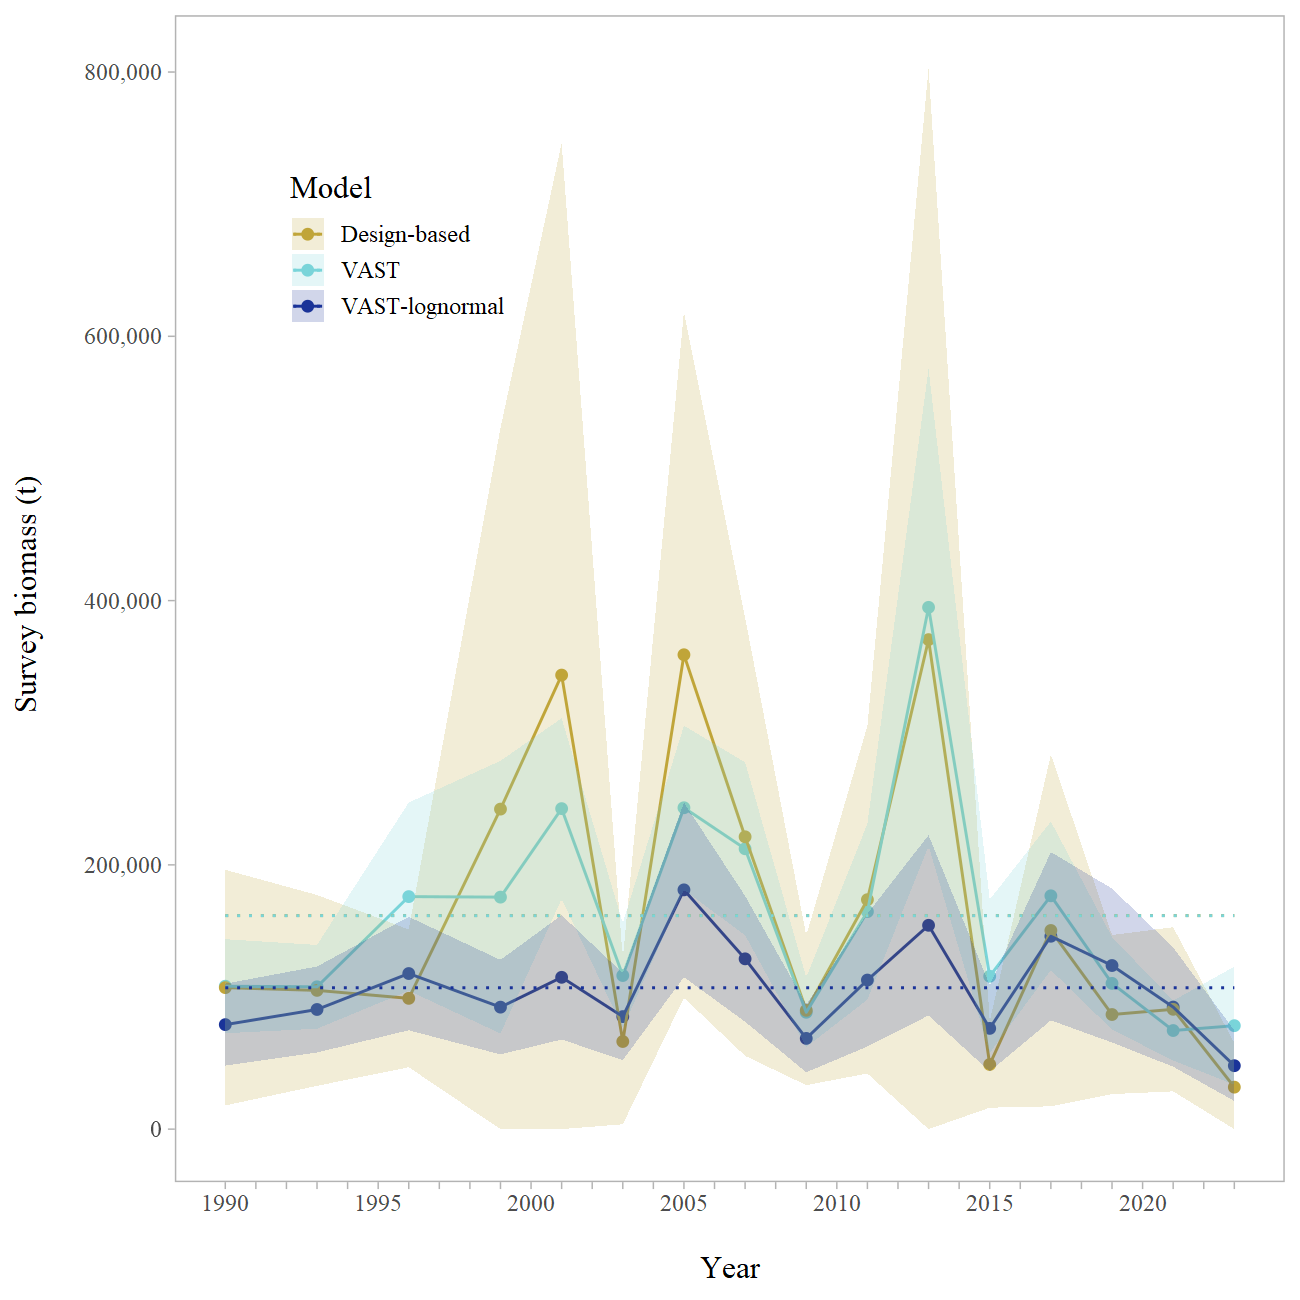 800,000
600,000
400,000
200,000
0
Survey biomass (t)
Model
Design-based
VAST
VAST-lognormal
1990 1995 2000 2005 2010 2015 2020
Year